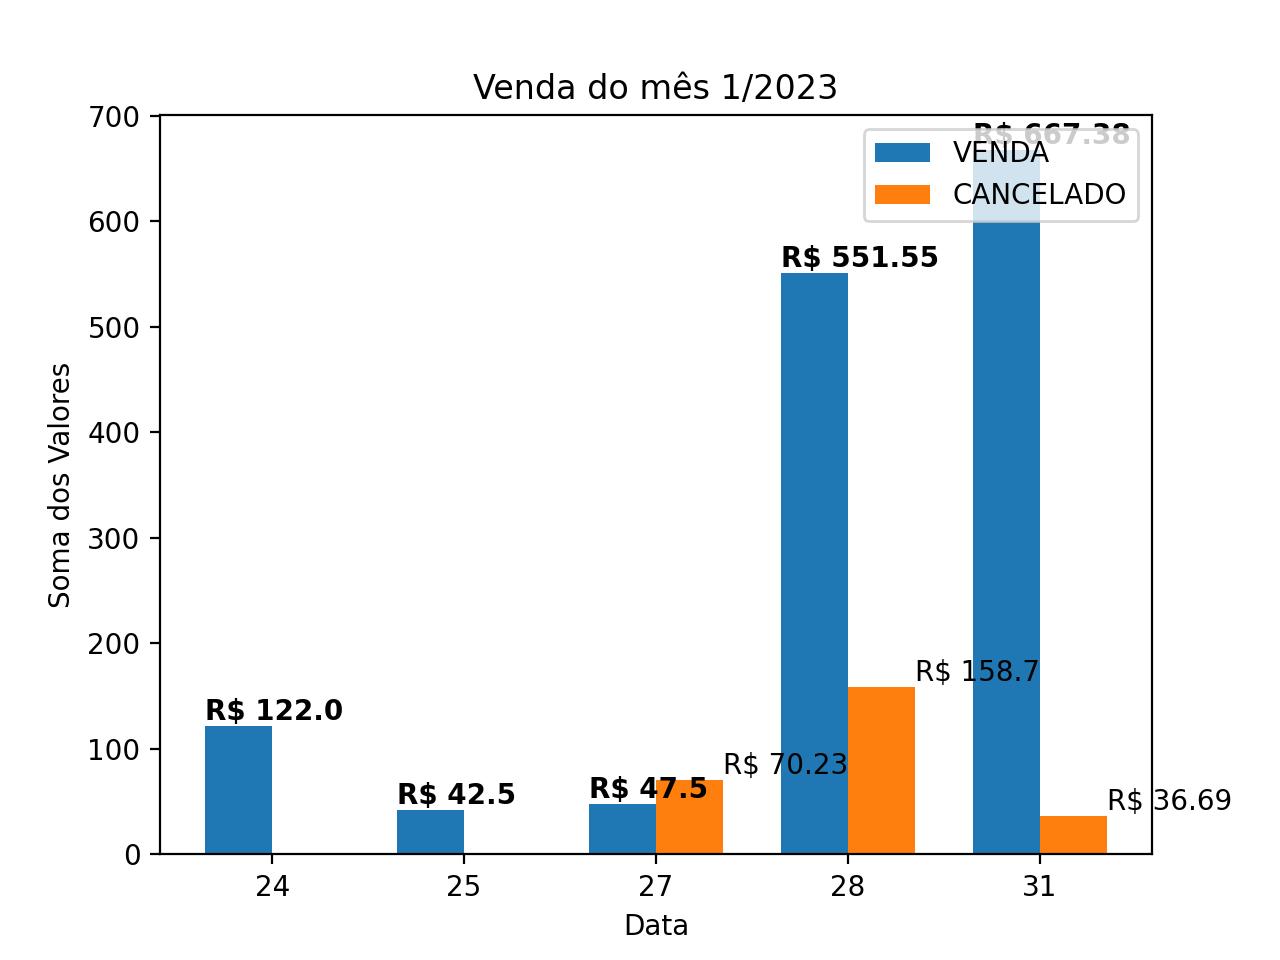 Venda do mês 1/2023
700
600
500
400
300
200
100
0
Soma dos Valores
R$ 667.38
VENDA
CANCELADO
R$ 551.55
R$ 158.7
R$ 122.0
R$ 42.5
R$ 47.5
R$ 70.23
R$ 36.69
24 25 27 28 31
Data